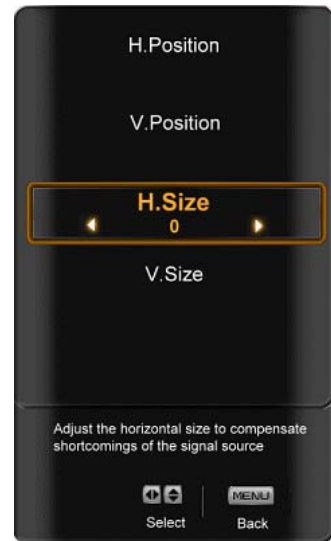 H.Position
V.Position
H.Size
0
V.Size
Adjust the horizontal size to compensate
shortcomings of the signal source
MENU
Select
Back